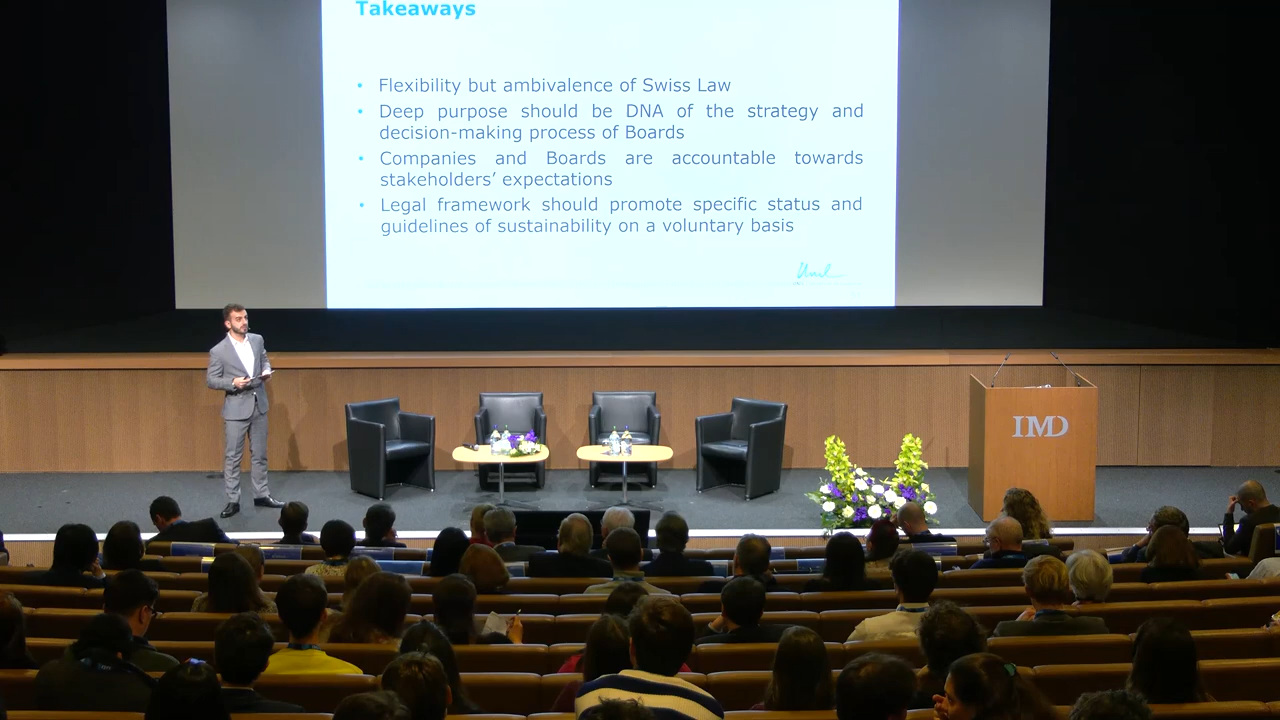 Takeaways
• Flexibility but ambivalence of Swiss Law
• Deep purpose should be DNA of the strategy and
decision-making process of Boards
• Companies and Boards are accountable towards
stakeholders’ expectations
• Legal framework should promote specific status and
guidelines of sustainability on a voluntary basis
Unil
IMD